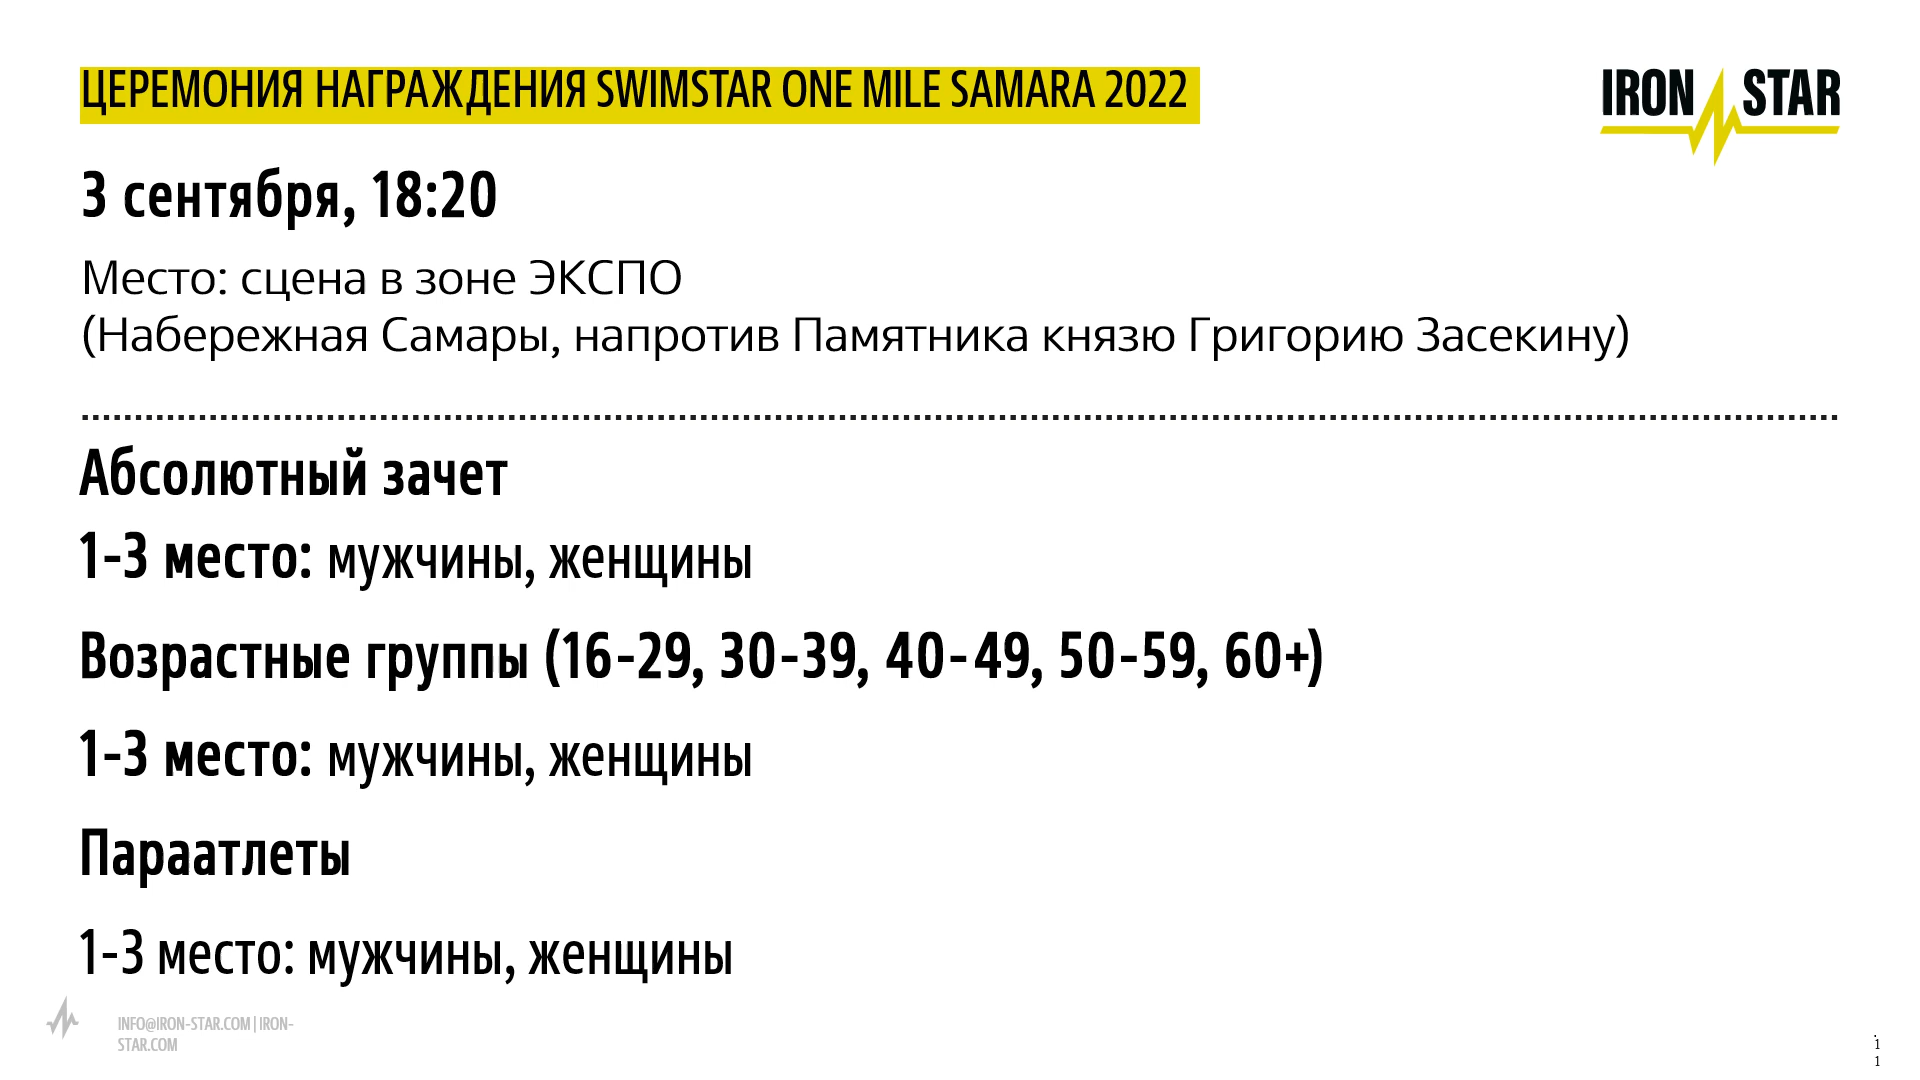 ЦЕРЕМОНИЯ НАГРАЖДЕНИЯ SWIMSTAR ONE MILE SAMARA 2022
IRON STAR
3 сентября, 18:20
Место: сцена в зоне ЭКСПО
(Набережная Самары, напротив Памятника князю Григорию Засекину)
Абсолютный зачет
1-3 место: мужчины, женщины
Возрастные группы (16-29, 30-39, 40-49, 50-59, 60+)
1-3 место: мужчины, женщины
Параатлеты
1-3 место: мужчины, женщины
INFO@IRON-STAR.COM | IRON-
STAR.COM
.
1
1